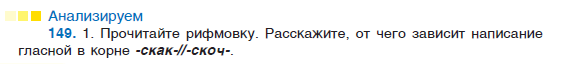 Анализируем
149. 1. Прочитайте рифмовку. Расскажите, от чего зависит написание
гласной в корне -скак-//-скоч-.